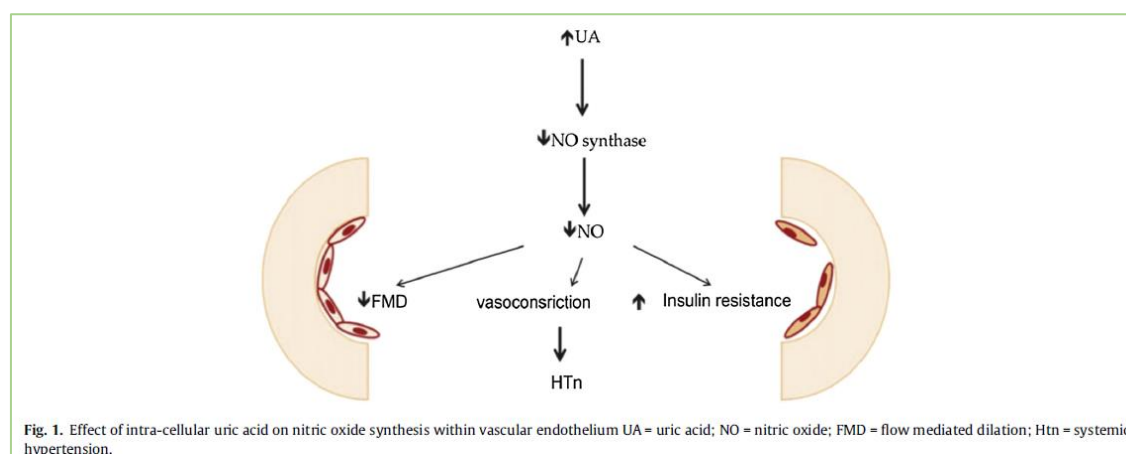 ↑UA
↓NO synthase
↓NO
↓FMD vasoconsriction ↑ Insulin resistance
HTn
Fig. 1. Effect of intra-cellular uric acid on nitric oxide synthesis within vascular endothelium UA = uric acid; NO = nitric oxide; FMD = flow mediated dilation; Htn = systemic
hypertension.